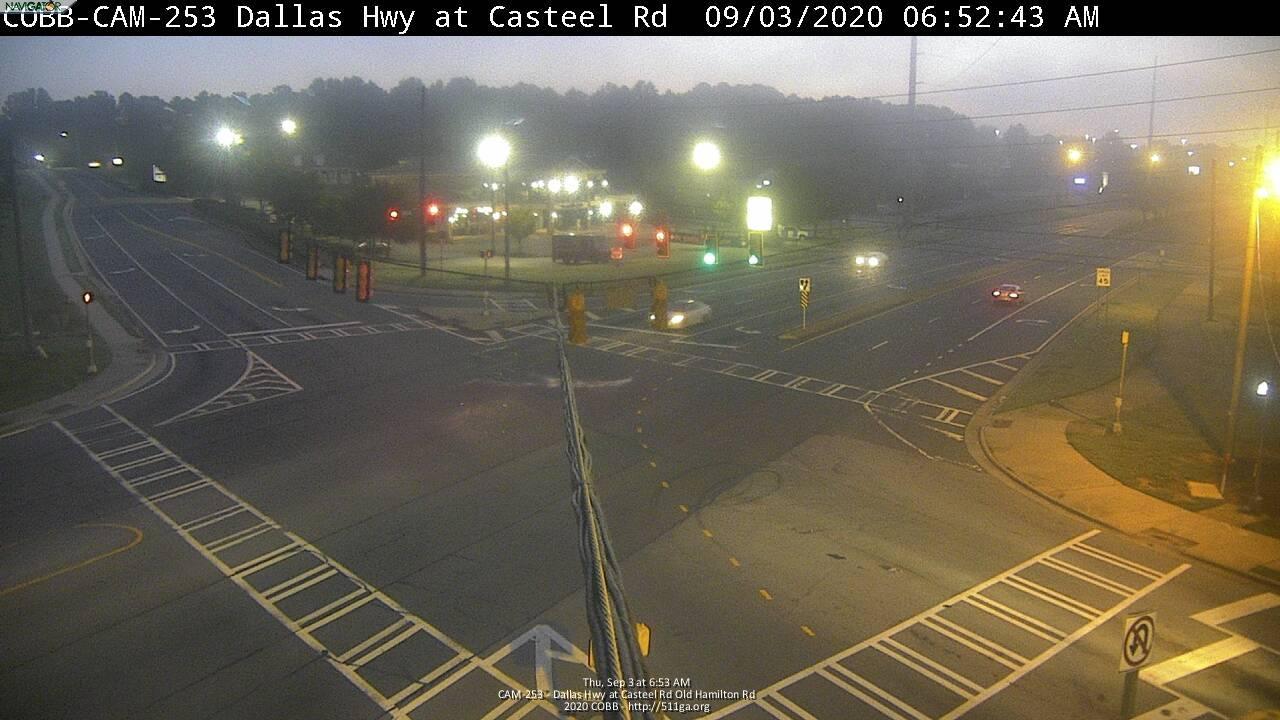 NAVIGATOR
COBB-CAM-253 Dallas Hwy at Casteel Rd 09/03/2020 06:52:43 AM
45
Thu, Sep 3 at 6:53 AM
CAM-253 - Dallas Hwy at Casteel Rd Old Hamilton Rd
2020 COBB - http://511ga.org